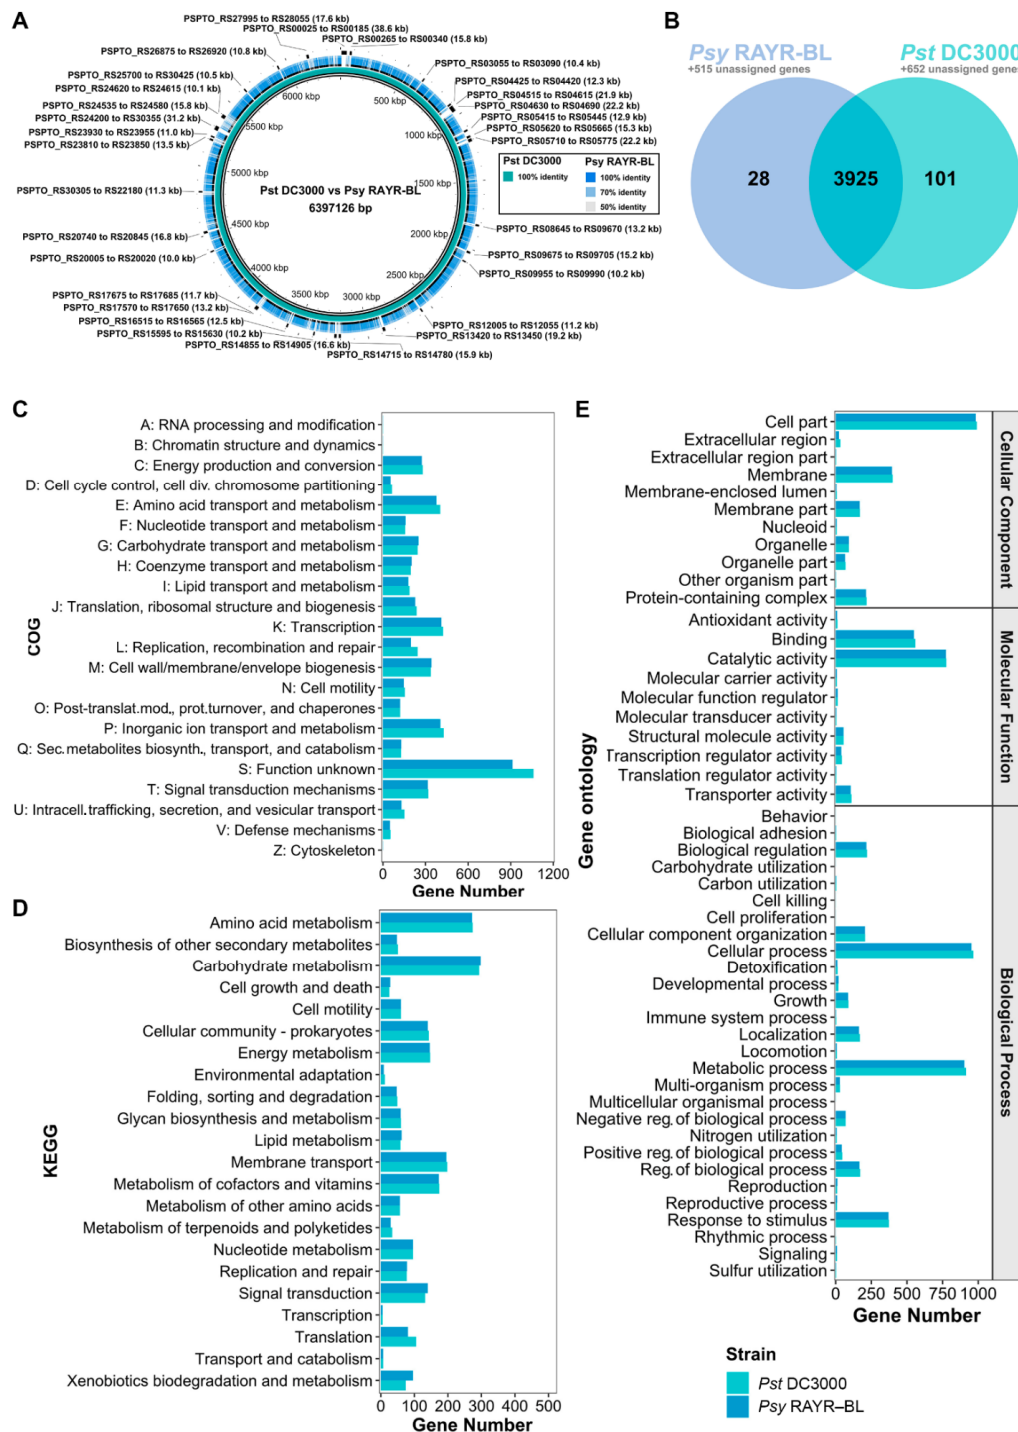 A
PSPTO_RS27995 to RS28055 (17.6 kb)
PSPTO_RS00025 to RS00185 (38.6 kb)
PSPTO_RS00265 to RS00340 (15.8 kb)
PSPTO_RS26875 to RS26920 (10.8 kb)
PSPTO_RS03055 to RS03090 (10.4 kb)
PSPTO_RS25700 to RS30425 (10.5 kb)
PSPTO_RS04425 to RS04420 (12.3 kb)
PSPTO_RS24620 to RS24615 (10.1 kb)
PSPTO_RS04515 to RS04615 (21.9 kb)
PSPTO_RS24535 to RS24580 (15.8 kb)
PSPTO_RS04630 to RS04690 (22.2 kb)
PSPTO_RS24200 to RS30355 (31.2 kb)
PSPTO_RS05415 to RS05445 (12.9 kb)
PSPTO_RS23930 to RS23955 (11.0 kb)
PSPTO_RS05620 to RS05665 (15.3 kb)
PSPTO_RS23810 to RS23850 (13.5 kb)
PSPTO_RS05710 to RS05775 (22.2 kb)
PSPTO_RS30305 to RS22180 (11.3 kb)
PSPTO_RS08645 to RS09670 (13.2 kb)
PSPTO_RS20740 to RS20845 (16.8 kb)
PSPTO_RS09675 to RS09705 (15.2 kb)
PSPTO_RS20005 to RS20020 (10.0 kb)
PSPTO_RS09955 to RS09990 (10.2 kb)
PSPTO_RS17675 to RS17685 (11.7 kb)
PSPTO_RS17570 to RS17650 (13.2 kb)
PSPTO_RS16515 to RS16565 (12.5 kb)
PSPTO_RS12005 to RS12055 (11.2 kb)
PSPTO_RS15595 to RS15630 (10.2 kb)
PSPTO_RS13420 to RS13450 (19.2 kb)
PSPTO_RS14855 to RS14905 (16.6 kb)
PSPTO_RS14715 to RS14780 (15.9 kb)
500 kbp
1000 kbp
1500 kbp
2000 kbp
2500 kbp
3000 kbp
3500 kbp
4000 kbp
4500 kbp
5000 kbp
5500 kbp
6000 kbp
Pst DC3000 vs Psy RAYR-BL
6397126 bp
Pst DC3000
100% identity
Psy RAYR-BL
100% identity
70% identity
50% identity
B
Psy RAYR-BL
+515 unassigned genes
Pst DC3000
+652 unassigned genes
28
3925
101
C
COG
A: RNA processing and modification
B: Chromatin structure and dynamics
C: Energy production and conversion
D: Cell cycle control, cell div. chromosome partitioning
E: Amino acid transport and metabolism
F: Nucleotide transport and metabolism
G: Carbohydrate transport and metabolism
H: Coenzyme transport and metabolism
I: Lipid transport and metabolism
J: Translation, ribosomal structure and biogenesis
K: Transcription
L: Replication, recombination and repair
M: Cell wall/membrane/envelope biogenesis
N: Cell motility
O: Post-translat.mod., prot.turnover, and chaperones
P: Inorganic ion transport and metabolism
Q: Sec.metabolites biosynth., transport, and catabolism
S: Function unknown
T: Signal transduction mechanisms
U: Intracell.trafficking, secretion, and vesicular transport
V: Defense mechanisms
Z: Cytoskeleton
0 300 600 900 1200
Gene Number
D
KEGG
Amino acid metabolism
Biosynthesis of other secondary metabolites
Carbohydrate metabolism
Cell growth and death
Cell motility
Cellular community - prokaryotes
Energy metabolism
Environmental adaptation
Folding, sorting and degradation
Glycan biosynthesis and metabolism
Lipid metabolism
Membrane transport
Metabolism of cofactors and vitamins
Metabolism of other amino acids
Metabolism of terpenoids and polyketides
Nucleotide metabolism
Replication and repair
Signal transduction
Transcription
Translation
Transport and catabolism
Xenobiotics biodegradation and metabolism
0 100 200 300 400 500
Gene Number
E
Gene ontology
Cell part
Extracellular region
Extracellular region part
Membrane
Membrane-enclosed lumen
Membrane part
Nucleoid
Organelle
Organelle part
Other organism part
Protein-containing complex
Cellular Component
Antioxidant activity
Binding
Catalytic activity
Molecular carrier activity
Molecular function regulator
Molecular transducer activity
Structural molecule activity
Transcription regulator activity
Translation regulator activity
Transporter activity
Molecular Function
Behavior
Biological adhesion
Biological regulation
Carbohydrate utilization
Carbon utilization
Cell killing
Cell proliferation
Cellular component organization
Cellular process
Detoxification
Developmental process
Growth
Immune system process
Localization
Locomotion
Metabolic process
Multi-organism process
Multicellular organismal process
Negative reg. of biological process
Nitrogen utilization
Positive reg. of biological process
Reg. of biological process
Reproduction
Reproductive process
Response to stimulus
Rhythmic process
Signaling
Sulfur utilization
Biological Process
0 250 500 750 1000
Gene Number
Strain
Pst DC3000
Psy RAYR–BL